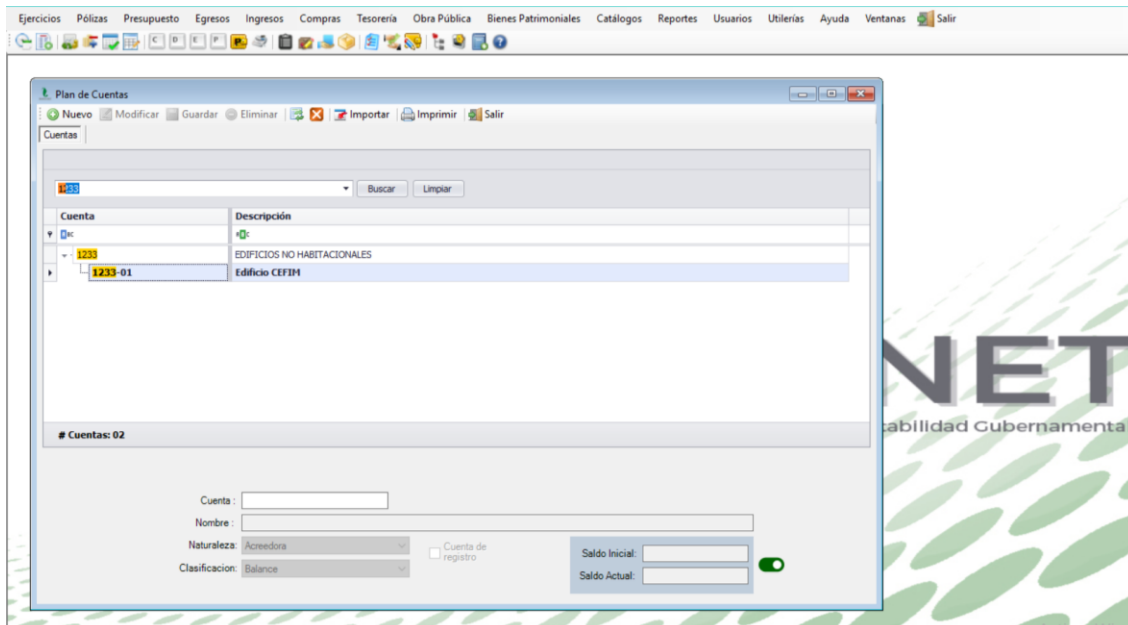 Ejercicios Pólizas Presupuesto Egresos Ingresos Compras Tesorería Obra Pública Bienes Patrimoniales Catálogos Reportes Usuarios Utilerías Ayuda Ventanas Salir
C D E P P
Plan de Cuentas
Nuevo Modificar Guardar Eliminar Importar Imprimir Salir
Cuentas
1233 Buscar Limpiar
Cuenta Descripción
1233 EDIFICIOS NO HABITACIONALES
1233-01 Edificio CEFIM
NET
tabilidad Gubernamenta
# Cuentas: 02
Cuenta :
Nombre :
Naturaleza: Acreedora Cuenta de registro
Clasificacion: Balance
Saldo Inicial:
Saldo Actual: